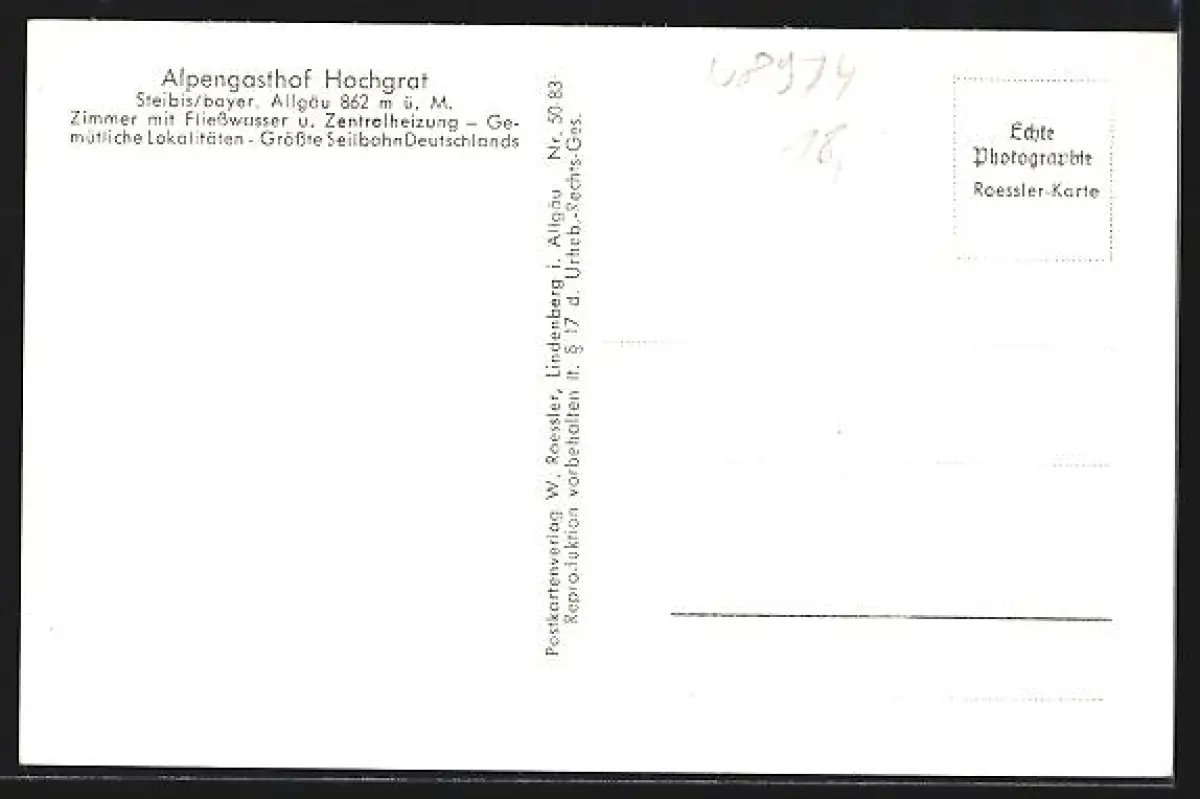 Alpengasthof Hochgrat
Steibis/bayer. Allgäu 862 m ü. M.
Zimmer mit Fließwasser u. Zentralheizung – Ge-
mütliche Lokalitäten - Größte Seilbahn Deutschlands
Postkartenverlag W. Roessler, Lindenberg i. Allgäu Nr. 50-83
Reproduktion vorbehalten lt. § 17 d. Urheb.-Rechts-Ges.
18,
Echte
Photographie
Roessler-Karte